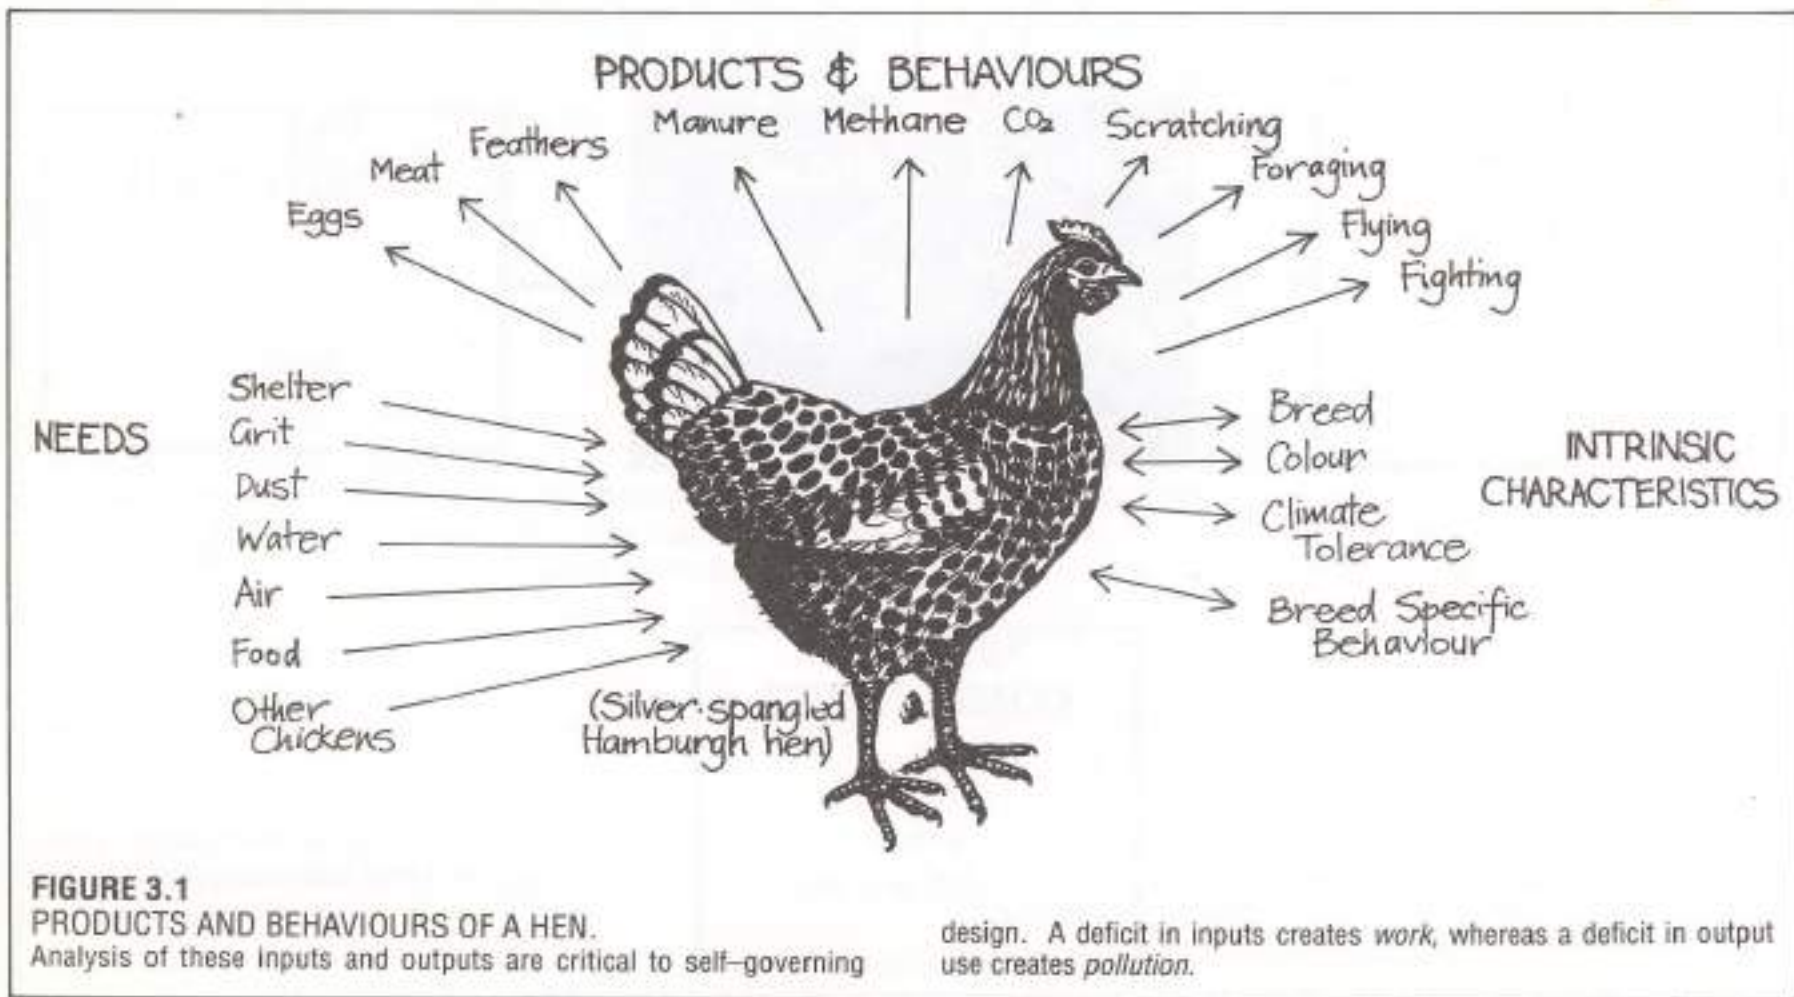 PRODUCTS & BEHAVIOURS
Eggs
Meat
Feathers
Manure
Methane
CO₂
Scratching
Foraging
Flying
Fighting
NEEDS
Shelter
Grit
Dust
Water
Air
Food
Other
Chickens
INTRINSIC
CHARACTERISTICS
Breed
Colour
Climate
Tolerance
Breed Specific
Behaviour
(Silver-spangled
Hamburgh hen)
FIGURE 3.1
PRODUCTS AND BEHAVIOURS OF A HEN.
Analysis of these inputs and outputs are critical to self–governing
design. A deficit in inputs creates work, whereas a deficit in output
use creates pollution.